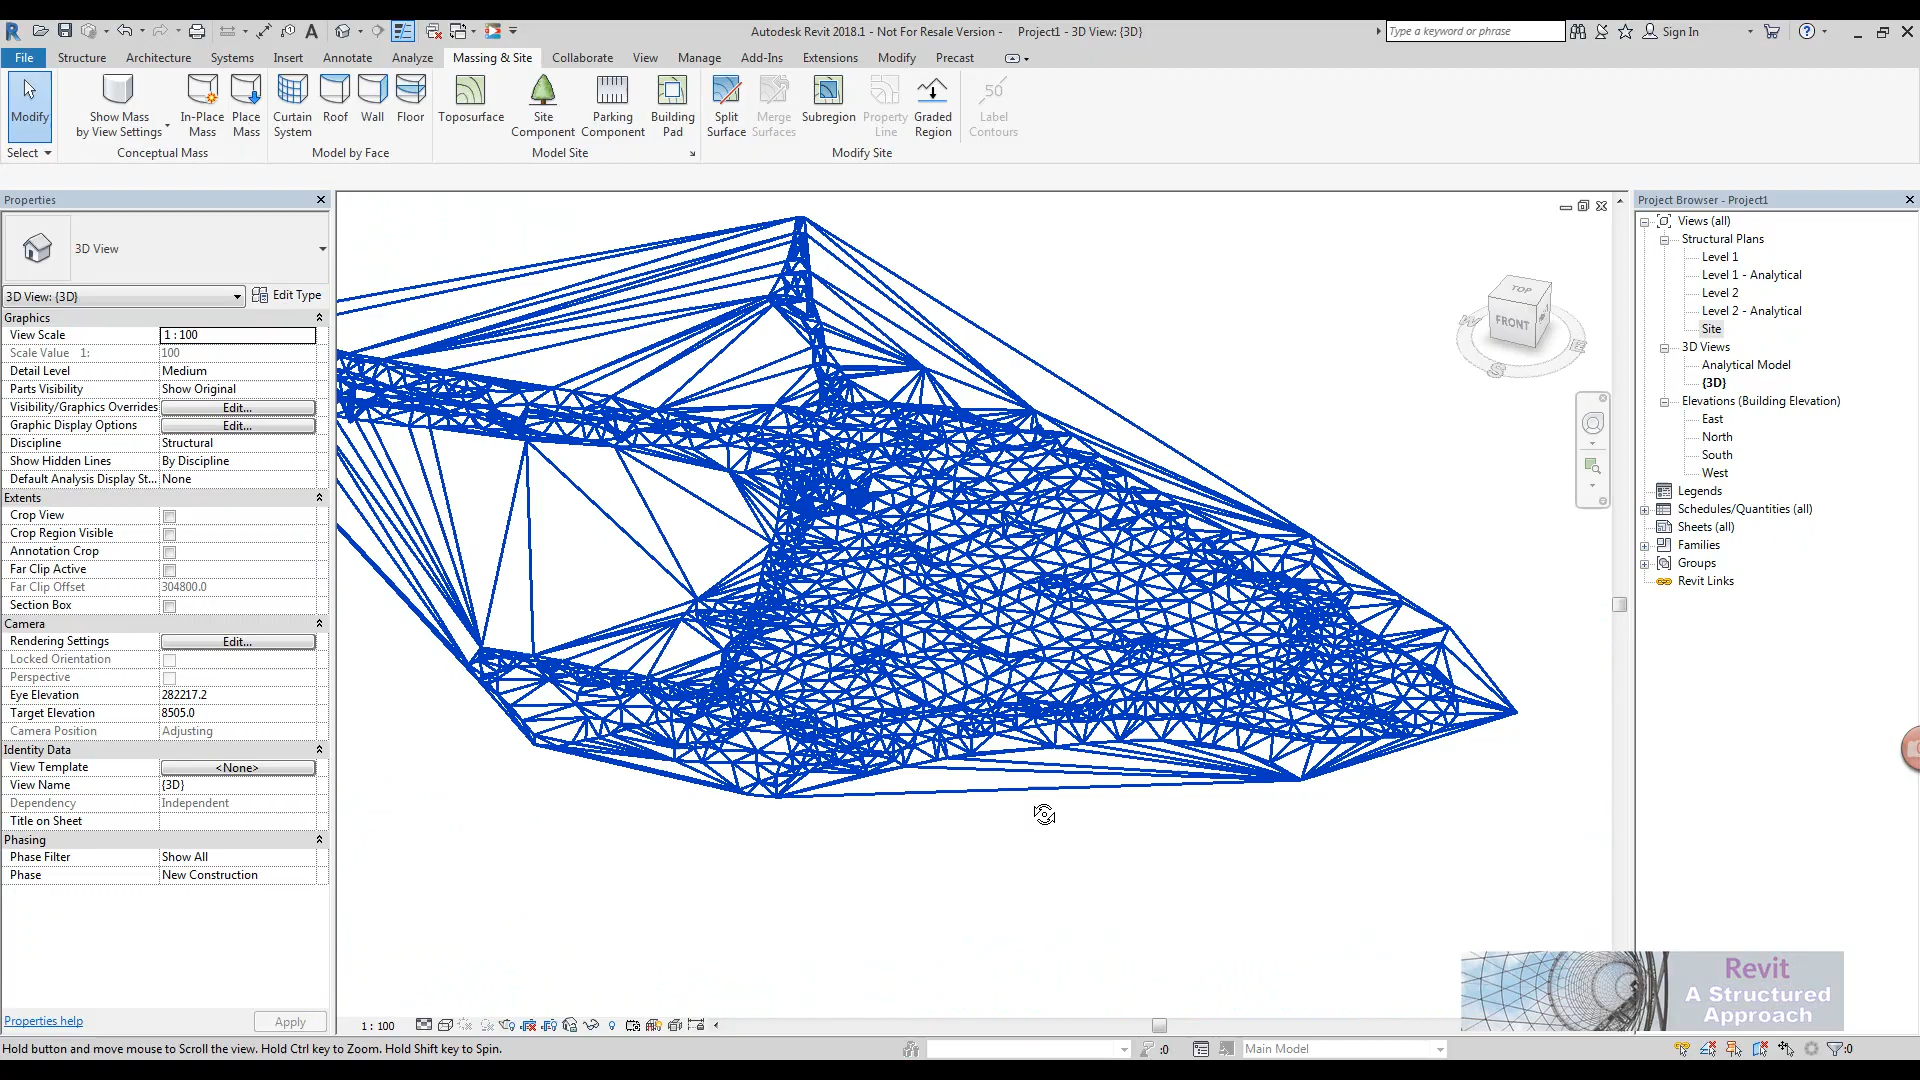 Autodesk Revit 2018.1 - Not For Resale Version - Project1 - 3D View: {3D}
Type a keyword or phrase
Sign In
File Structure Architecture Systems Insert Annotate Analyze Massing & Site Collaborate View Manage Add-Ins Extensions Modify Precast
Modify
Show Mass
by View Settings
In-Place
Mass
Place
Mass
Curtain
System
Roof
Wall
Floor
Toposurface
Site
Component
Parking
Component
Building
Pad
Split
Surface
Merge
Surfaces
Subregion
Property
Line
Graded
Region
50
Label
Contours
Select
Conceptual Mass
Model by Face
Model Site
Modify Site
Properties
3D View
3D View: {3D}
Edit Type
Graphics
View Scale 1 : 100
Scale Value 1: 100
Detail Level Medium
Parts Visibility Show Original
Visibility/Graphics Overrides Edit...
Graphic Display Options Edit...
Discipline Structural
Show Hidden Lines By Discipline
Default Analysis Display St... None
Extents
Crop View
Crop Region Visible
Annotation Crop
Far Clip Active
Far Clip Offset 304800.0
Section Box
Camera
Rendering Settings Edit...
Locked Orientation
Perspective
Eye Elevation 282217.2
Target Elevation 8505.0
Camera Position Adjusting
Identity Data
View Template <None>
View Name {3D}
Dependency Independent
Title on Sheet
Phasing
Phase Filter Show All
Phase New Construction
Properties help
Apply
TOP
FRONT
W
S
E
Project Browser - Project1
Views (all)
Structural Plans
Level 1
Level 1 - Analytical
Level 2
Level 2 - Analytical
Site
3D Views
Analytical Model
{3D}
Elevations (Building Elevation)
East
North
South
West
Legends
Schedules/Quantities (all)
Sheets (all)
Families
Groups
Revit Links
Revit
A Structured
Approach
1 : 100
Hold button and move mouse to Scroll the view. Hold Ctrl key to Zoom. Hold Shift key to Spin.
:0
Main Model
:0